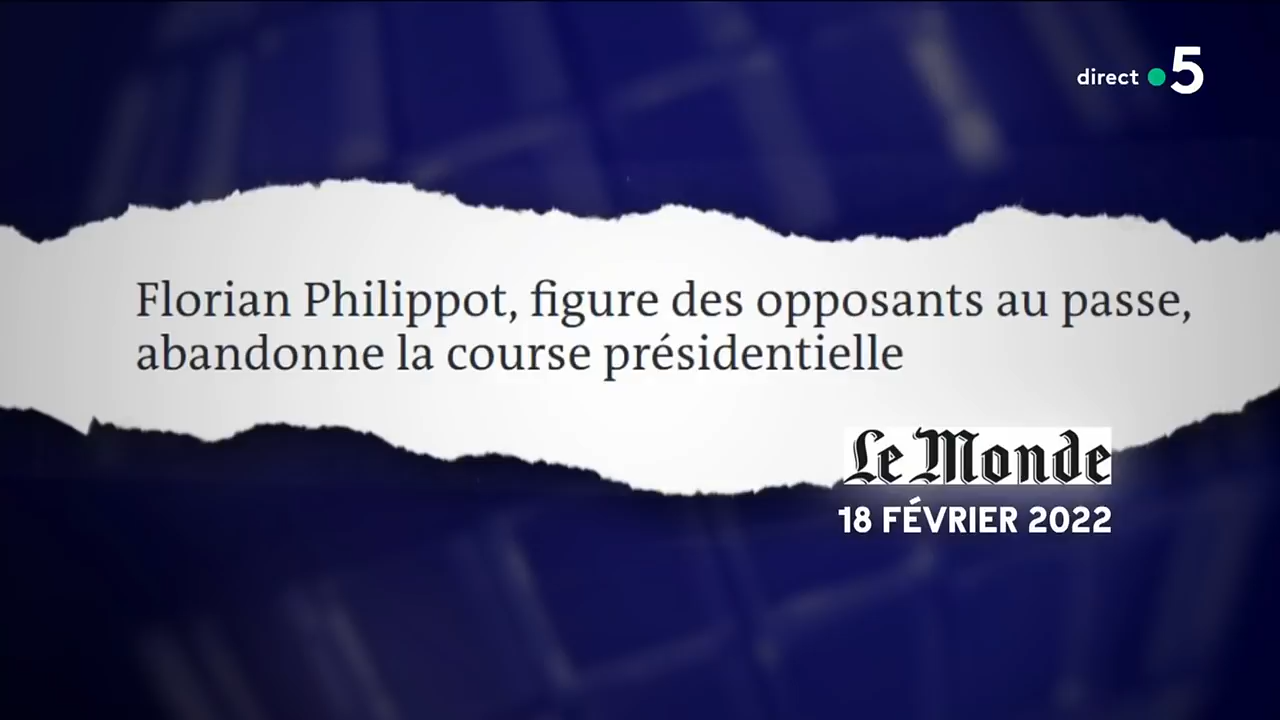 direct 5
Florian Philippot, figure des opposants au passe,
abandonne la course présidentielle
Le Monde
18 FÉVRIER 2022